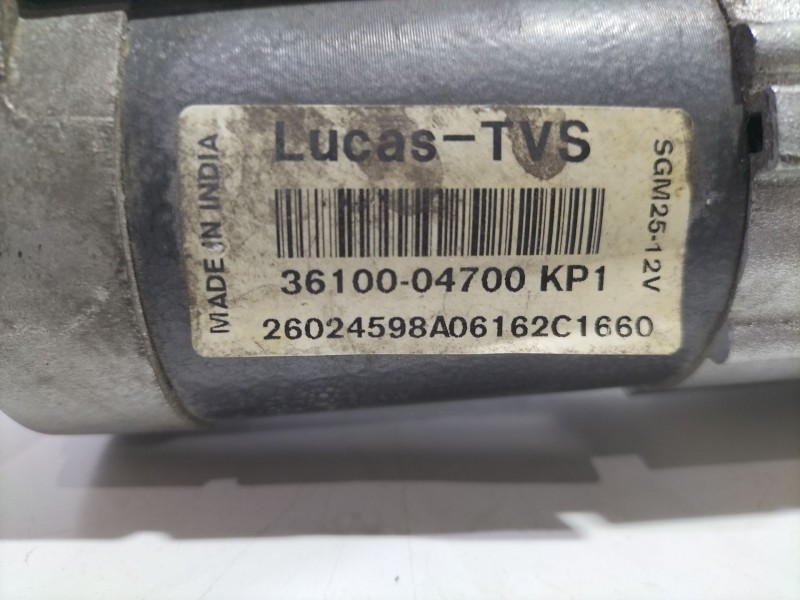 Lucas-TVS
36100-04700 KP1
26024598A06162C1660
MADE IN INDIA
SGM25-12V